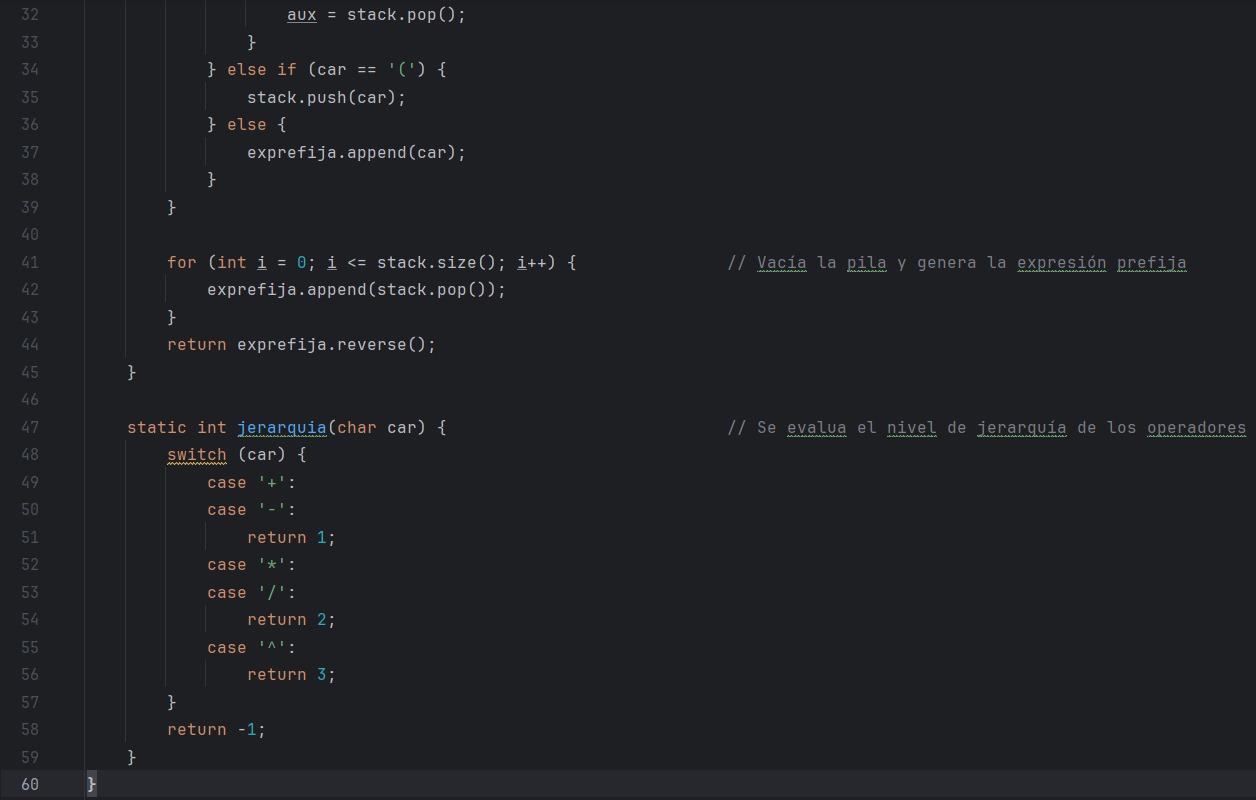 32                         aux = stack.pop();
33                     }
34                 } else if (car == '(') {
35                     stack.push(car);
36                 } else {
37                     exprefija.append(car);
38                 }
39             }
40
41             for (int i = 0; i <= stack.size(); i++) {               // Vacía la pila y genera la expresión prefija
42                 exprefija.append(stack.pop());
43             }
44             return exprefija.reverse();
45         }
46
47         static int jerarquia(char car) {                            // Se evalua el nivel de jerarquía de los operadores
48             switch (car) {
49                 case '+':
50                 case '-':
51                     return 1;
52                 case '*':
53                 case '/':
54                     return 2;
55                 case '^':
56                     return 3;
57             }
58             return -1;
59         }
60     }